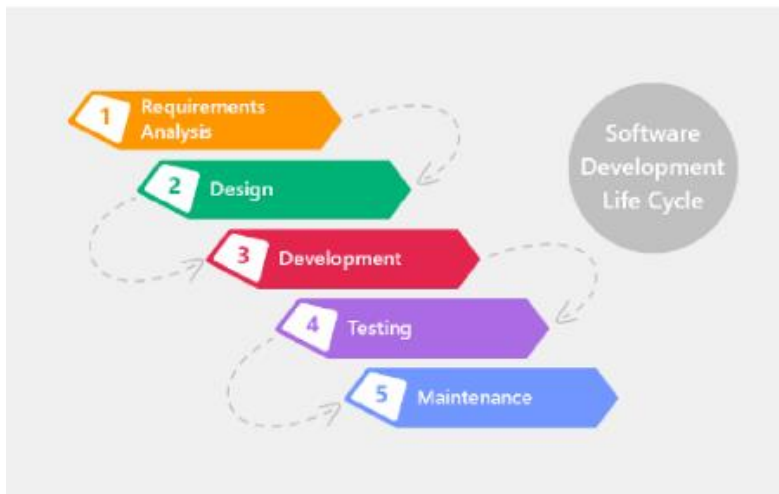 1
Requirements
Analysis
2
Design
3
Development
4
Testing
5
Maintenance
Software
Development
Life Cycle